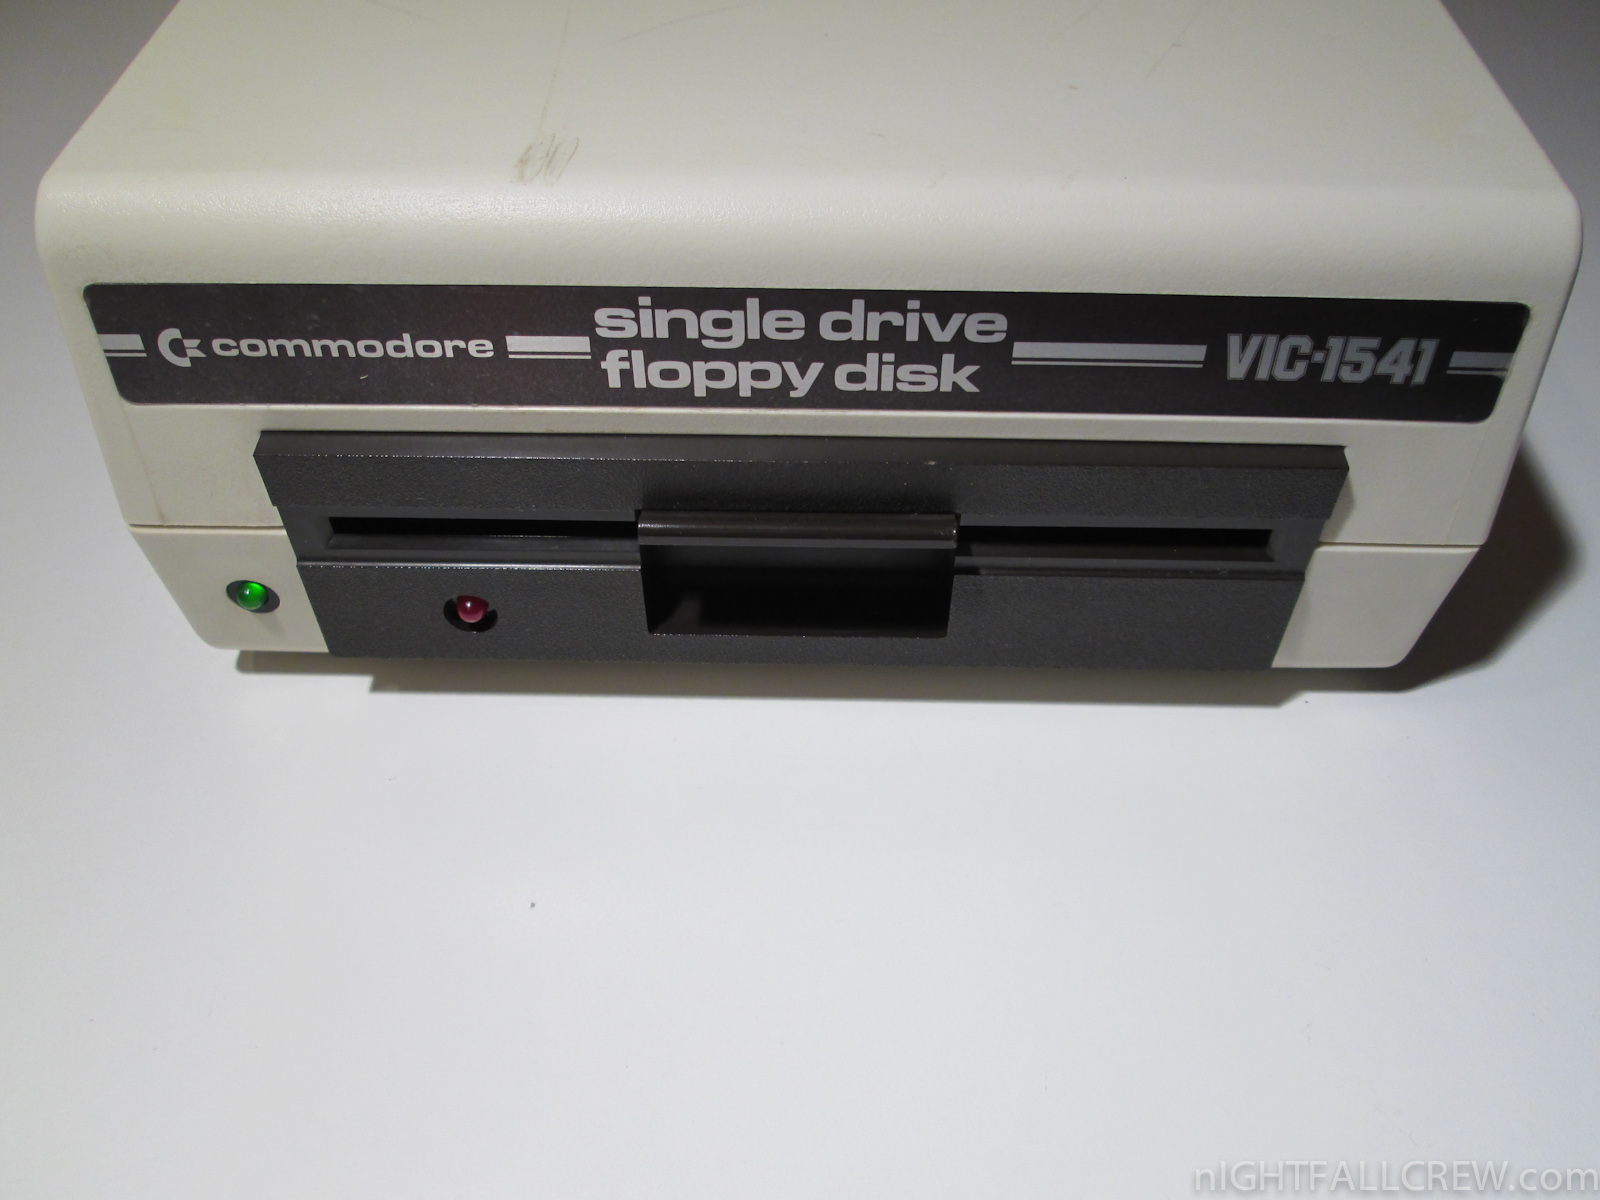 commodore
single drive
floppy disk
VIC-1541
nIGHTFALLCREW.com